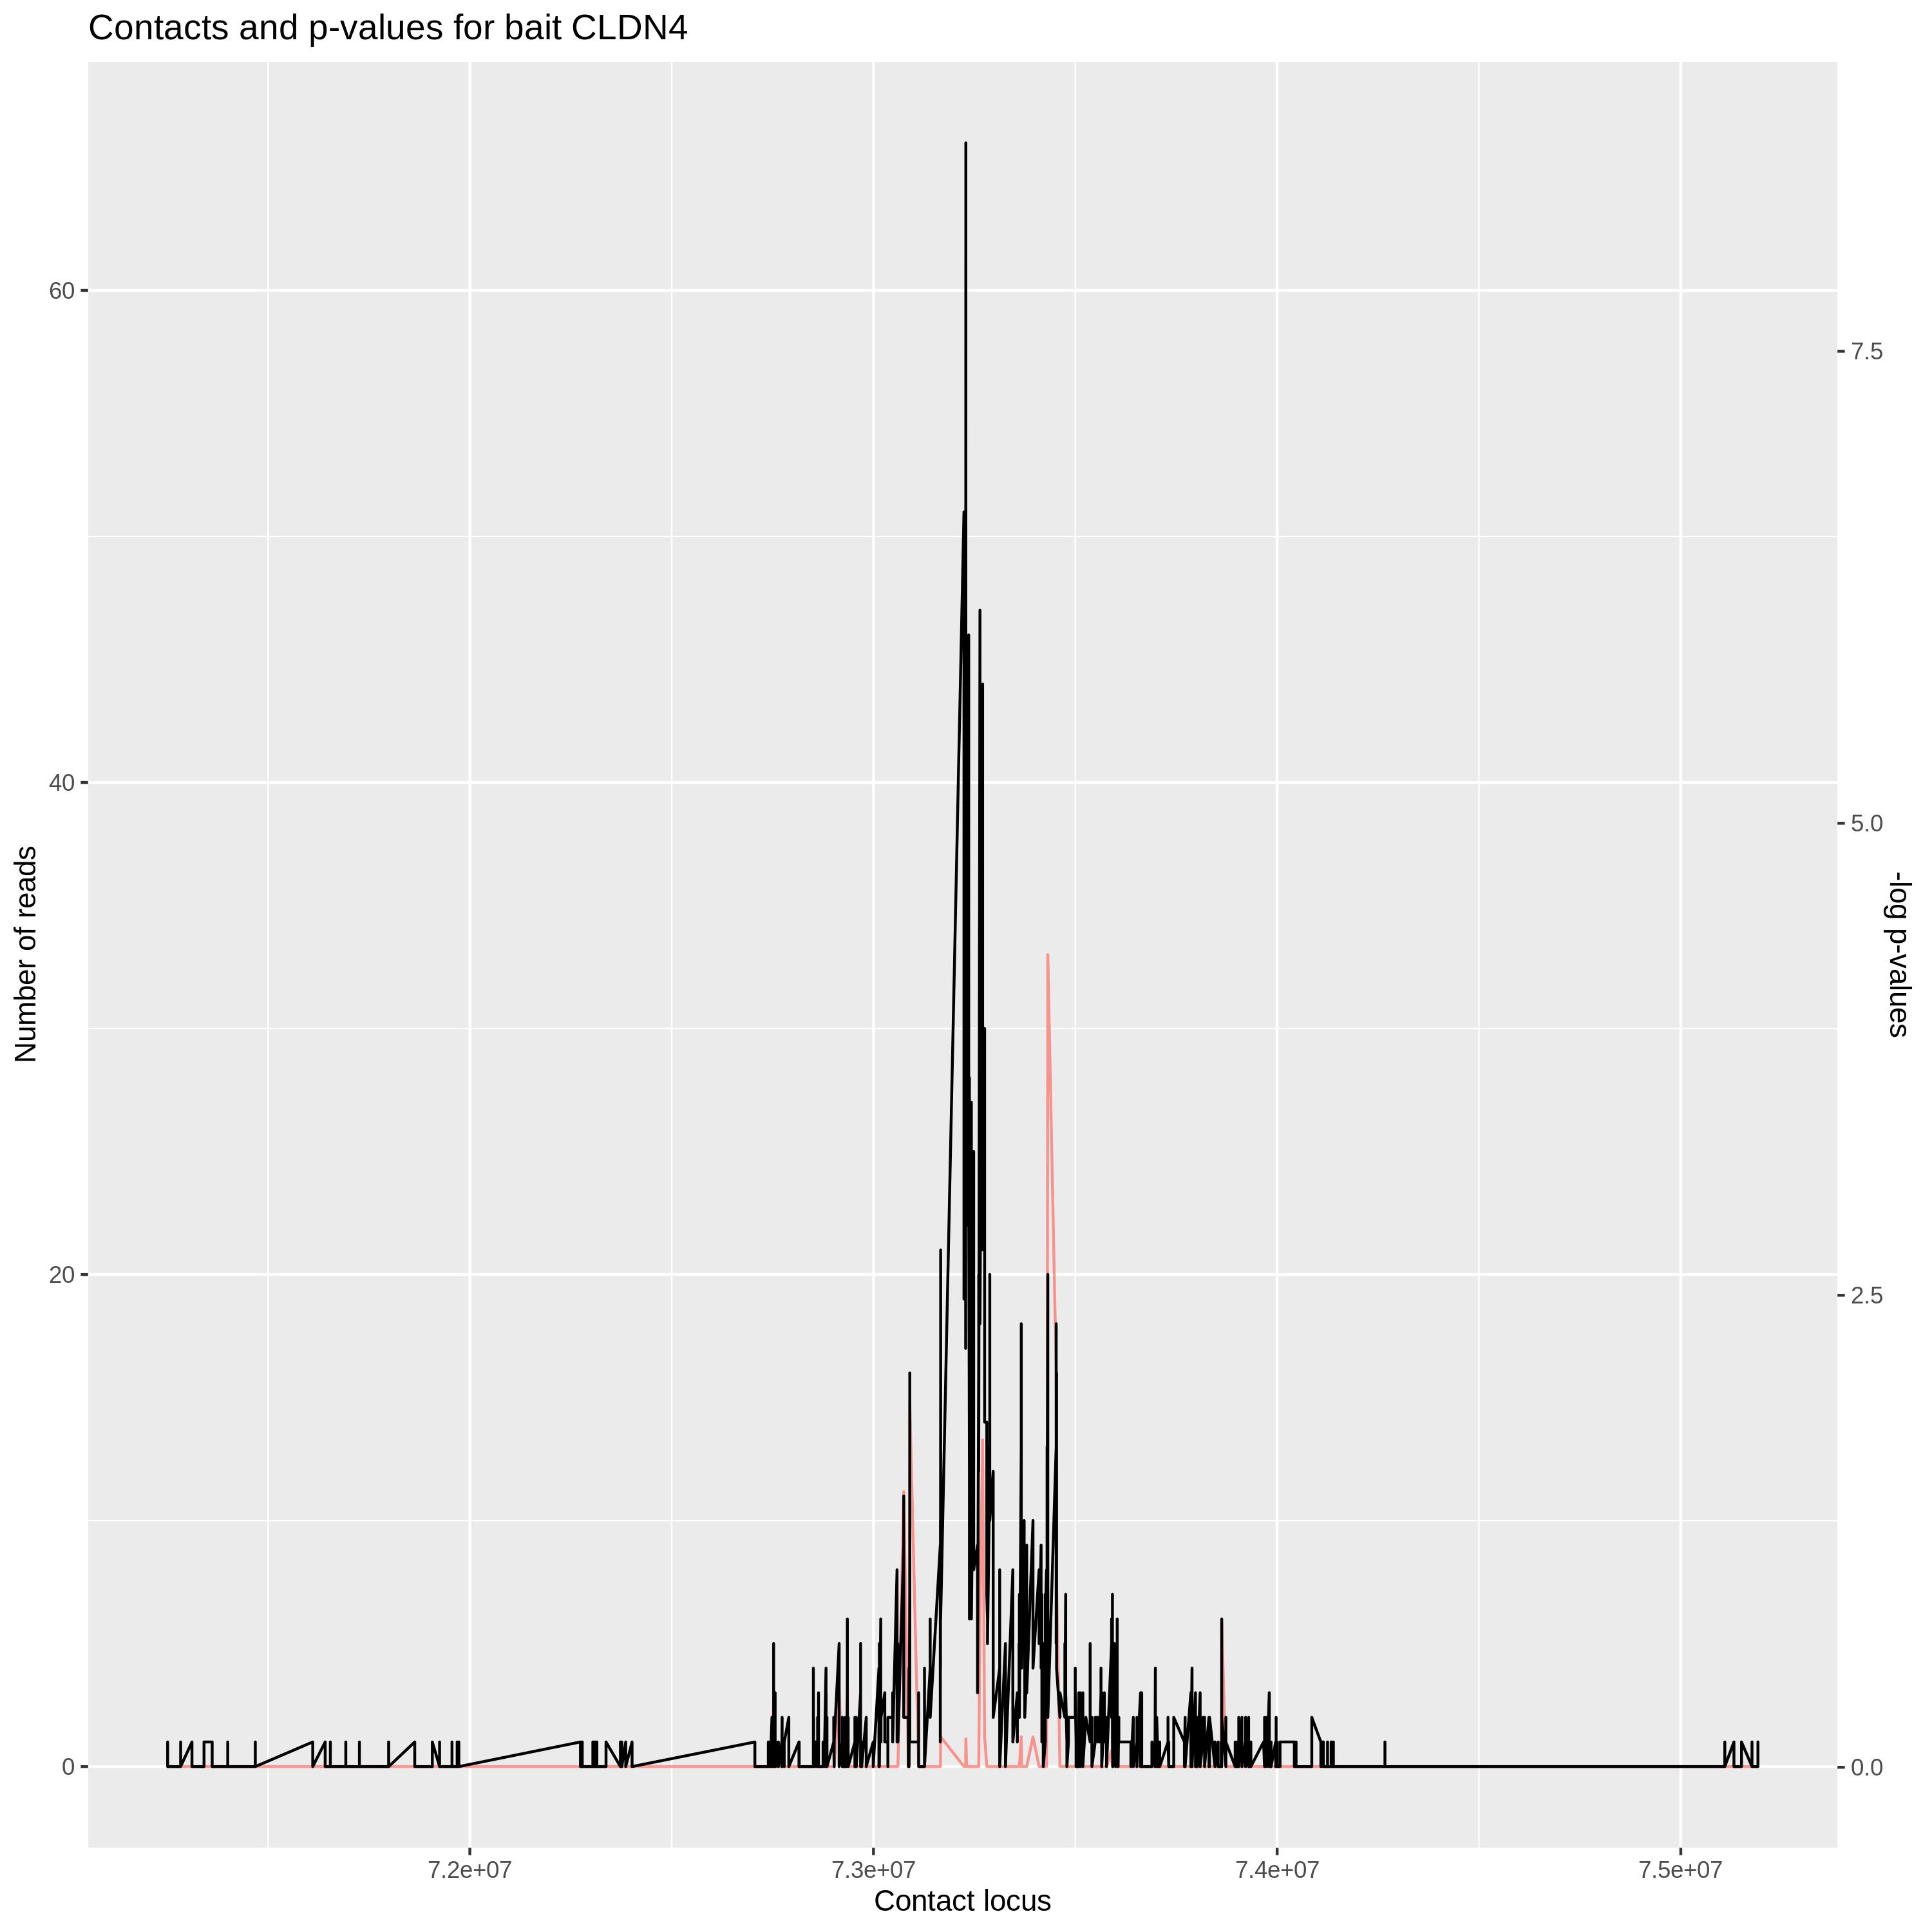 Contacts and p-values for bait CLDN4
60
40
20
0
Number of reads
7.5
5.0
2.5
0.0
-log p-values
7.2e+07
7.3e+07
7.4e+07
7.5e+07
Contact locus